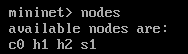 mininet> nodes
available nodes are:
c0 h1 h2 s1